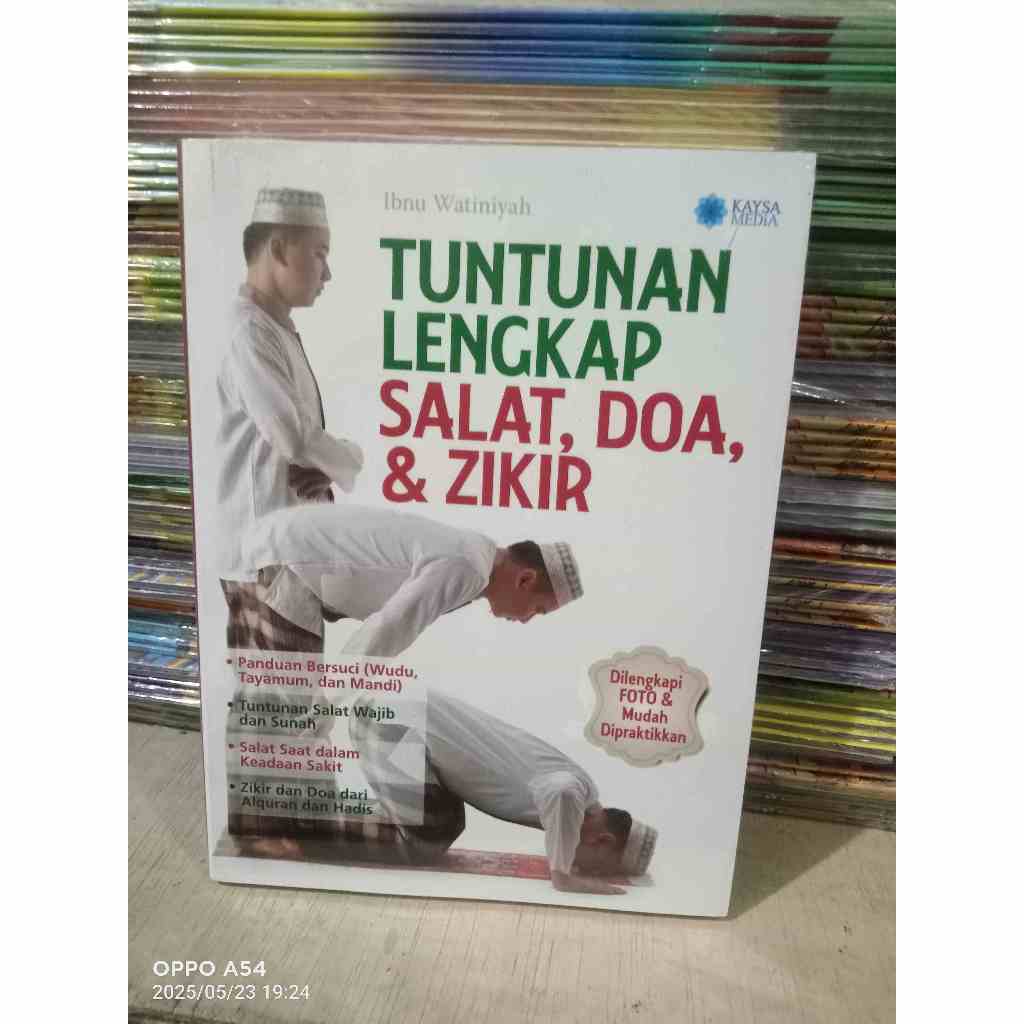 Ibnu Watiniyah
KAYSA
MEDIA
TUNTUNAN
LENGKAP
SALAT, DOA,
& ZIKIR
• Panduan Bersuci (Wudu,
Tayamum, dan Mandi)
• Tuntunan Salat Wajib
dan Sunah
• Salat Saat dalam
Keadaan Sakit
• Zikir dan Doa dari
Alquran dan Hadis
Dilengkapi
FOTO &
Mudah
Dipraktikkan
OPPO A54
2025/05/23 19:24